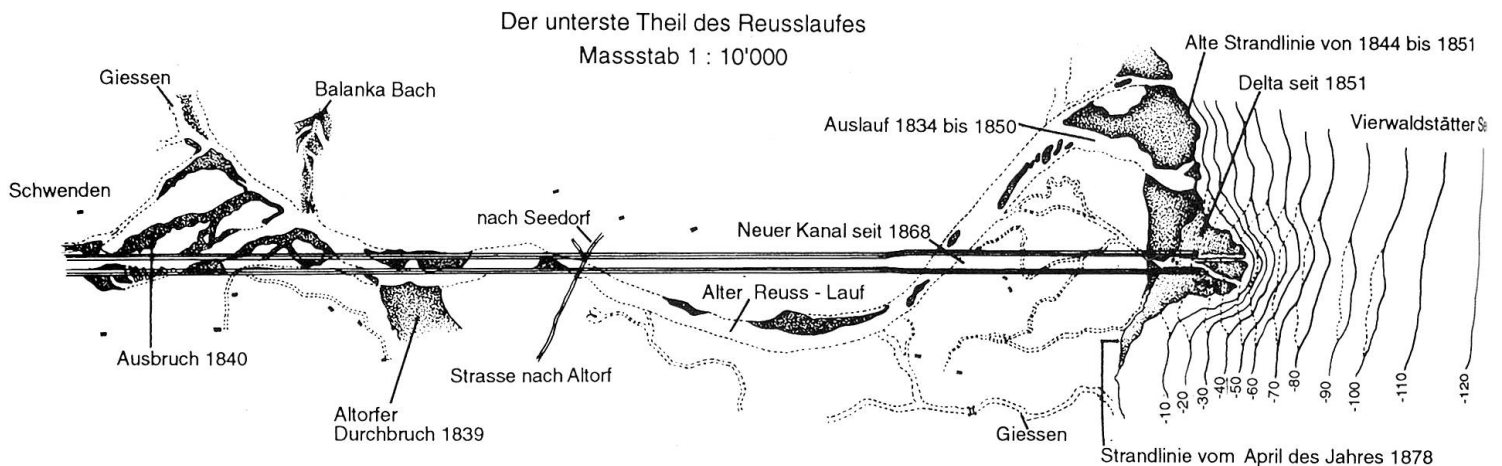 Der unterste Theil des Reusslaufes
Massstab 1 : 10'000
Alte Strandlinie von 1844 bis 1851
Giessen
Balanka Bach
Delta seit 1851
Auslauf 1834 bis 1850
Vierwaldstätter Se
Schwenden
nach Seedorf
Neuer Kanal seit 1868
Alter Reuss - Lauf
Ausbruch 1840
Strasse nach Altorf
Altorfer
Durchbruch 1839
Giessen
-10
-20
-30
-40
-50
-60
-70
-80
-90
-100
-110
-120
Strandlinie vom April des Jahres 1878